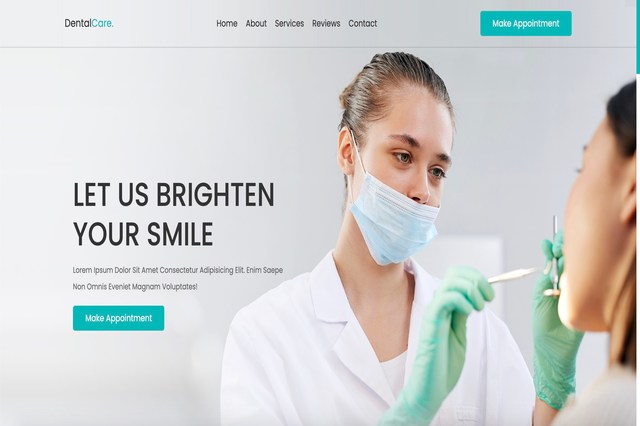 DentalCare.
Home About Services Reviews Contact
Make Appointment
LET US BRIGHTEN
YOUR SMILE
Lorem Ipsum Dolor Sit Amet Consectetur Adipisicing Elit. Enim Saepe
Non Omnis Eveniet Magnam Voluptates!
Make Appointment